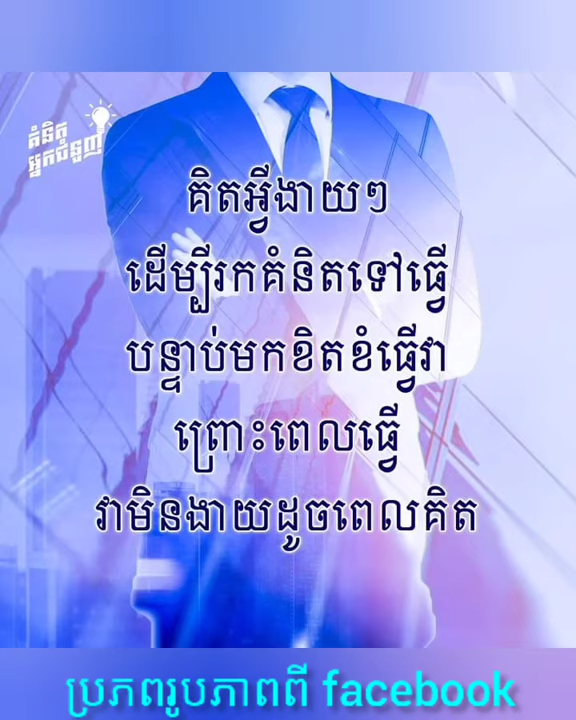 គំនិត
អ្នកជំនួញ
គិតអ្វីងាយៗ
ដើម្បីរកគំនិតទៅធ្វើ
បន្ទាប់មកខិតខំធ្វើវា
ព្រោះពេលធ្វើ
វាមិនងាយដូចពេលគិត
ប្រភពរូបភាពពី facebook